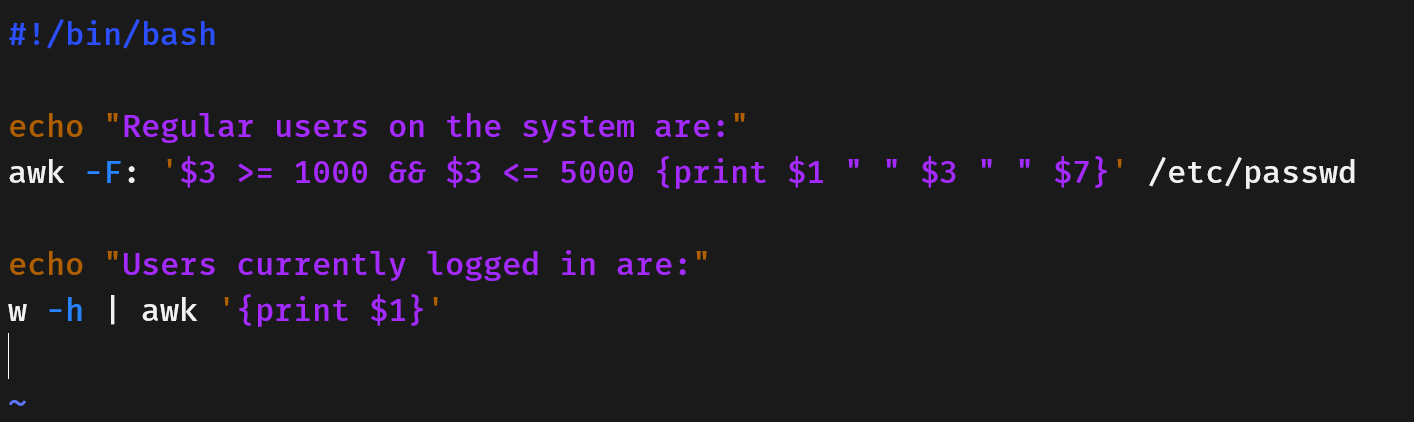 #!/bin/bash
echo "Regular users on the system are:"
awk -F: '$3 >= 1000 && $3 <= 5000 {print $1 " " $3 " " $7}' /etc/passwd
echo "Users currently logged in are:"
w -h | awk '{print $1}'
~